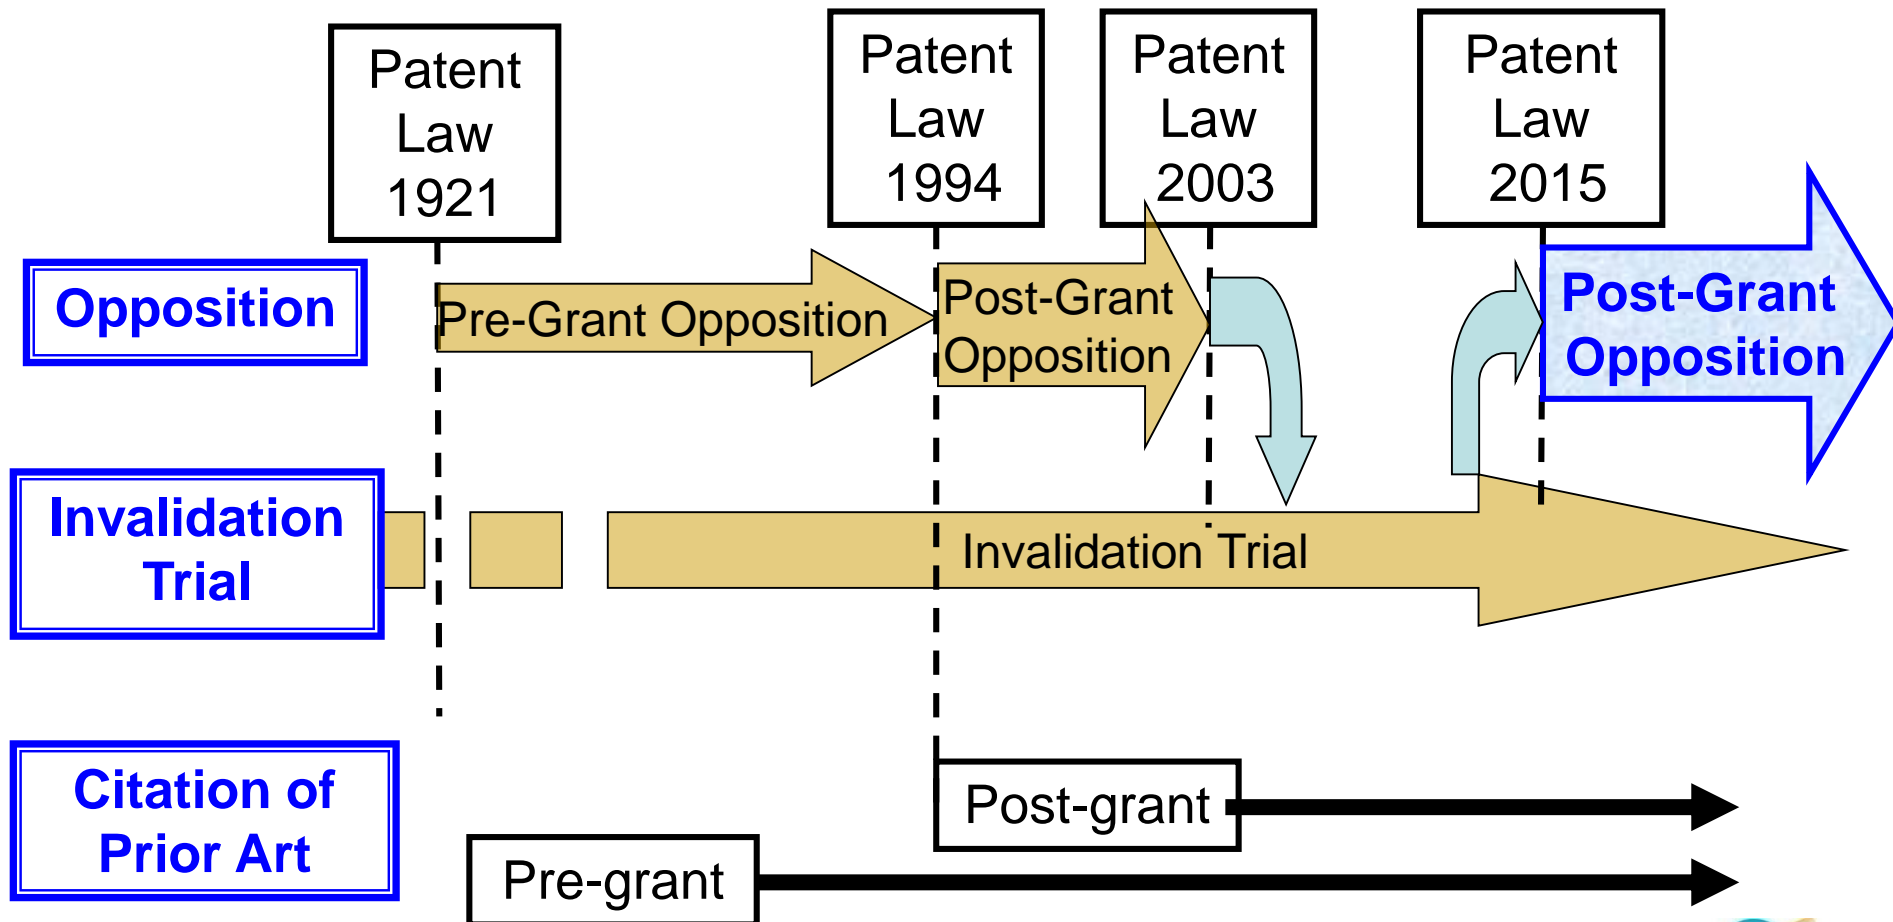 Patent
Law
1921
Patent
Law
1994
Patent
Law
2003
Patent
Law
2015
Opposition
Pre-Grant Opposition
Post-Grant
Opposition
Post-Grant
Opposition
Invalidation
Trial
Invalidation Trial
Citation of
Prior Art
Post-grant
Pre-grant